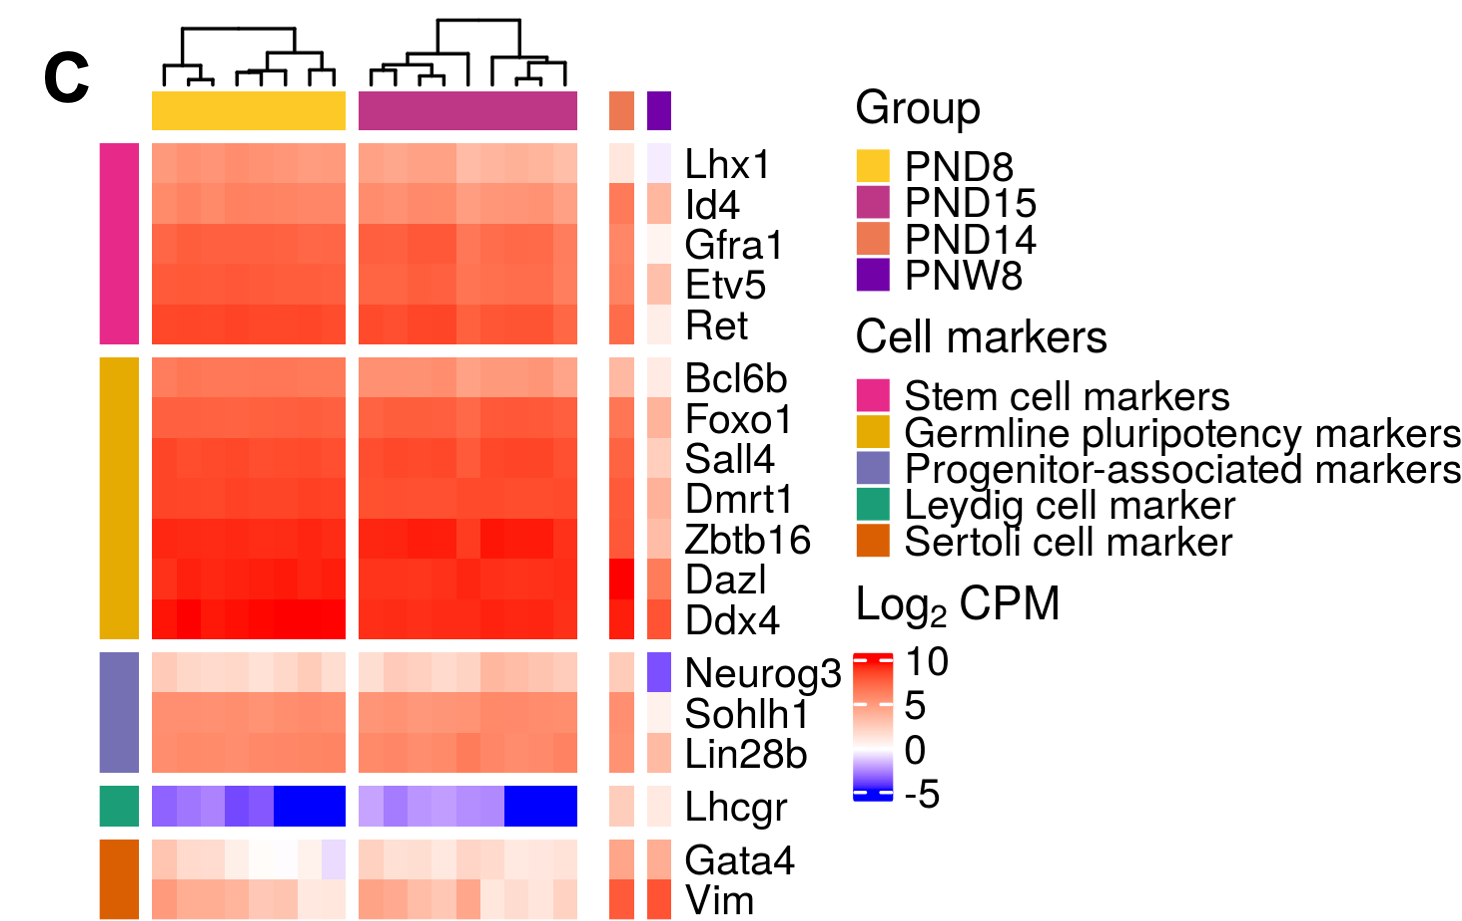 C
Lhx1
Id4
Gfra1
Etv5
Ret
Bcl6b
Foxo1
Sall4
Dmrt1
Zbtb16
Dazl
Ddx4
Neurog3
Sohlh1
Lin28b
Lhcgr
Gata4
Vim
Group
PND8
PND15
PND14
PNW8
Cell markers
Stem cell markers
Germline pluripotency markers
Progenitor-associated markers
Leydig cell marker
Sertoli cell marker
Log₂ CPM
10
5
0
-5